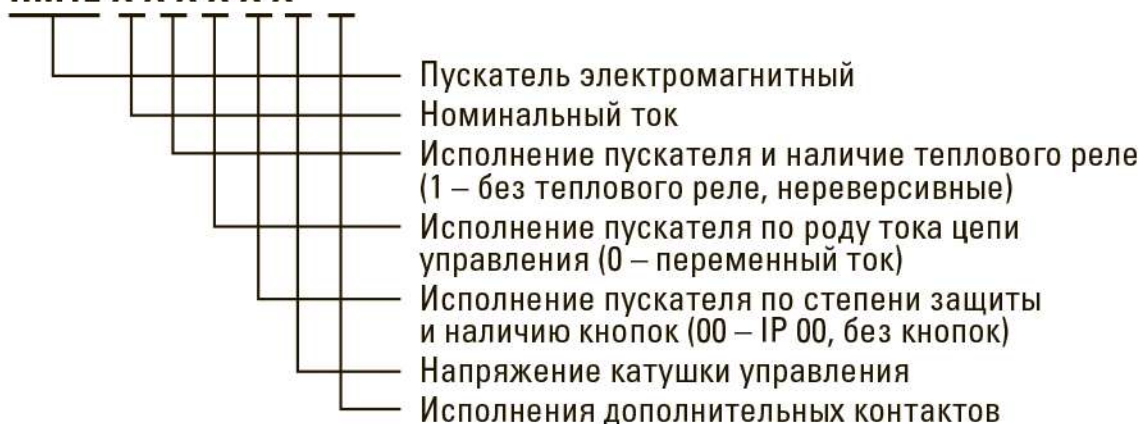 Пускатель электромагнитный
Номинальный ток
Исполнение пускателя и наличие теплового реле
(1 – без теплового реле, нереверсивные)
Исполнение пускателя по роду тока цепи
управления (0 – переменный ток)
Исполнение пускателя по степени защиты
и наличию кнопок (00 – IP 00, без кнопок)
Напряжение катушки управления
Исполнения дополнительных контактов